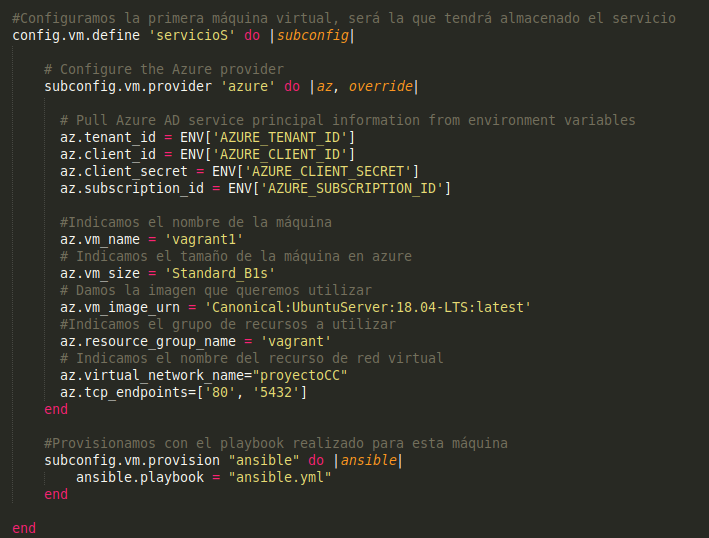 #Configuramos la primera máquina virtual, será la que tendrá almacenado el servicio
config.vm.define 'servicioS' do |subconfig|
# Configure the Azure provider
subconfig.vm.provider 'azure' do |az, override|
# Pull Azure AD service principal information from environment variables
az.tenant_id = ENV['AZURE_TENANT_ID']
az.client_id = ENV['AZURE_CLIENT_ID']
az.client_secret = ENV['AZURE_CLIENT_SECRET']
az.subscription_id = ENV['AZURE_SUBSCRIPTION_ID']
#Indicamos el nombre de la máquina
az.vm_name = 'vagrant1'
# Indicamos el tamaño de la máquina en azure
az.vm_size = 'Standard_B1s'
# Damos la imagen que queremos utilizar
az.vm_image_urn = 'Canonical:UbuntuServer:18.04-LTS:latest'
#Indicamos el grupo de recursos a utilizar
az.resource_group_name = 'vagrant'
# Indicamos el nombre del recurso de red virtual
az.virtual_network_name="proyectoCC"
az.tcp_endpoints=['80', '5432']
end
#Provisionamos con el playbook realizado para esta máquina
subconfig.vm.provision "ansible" do |ansible|
ansible.playbook = "ansible.yml"
end
end